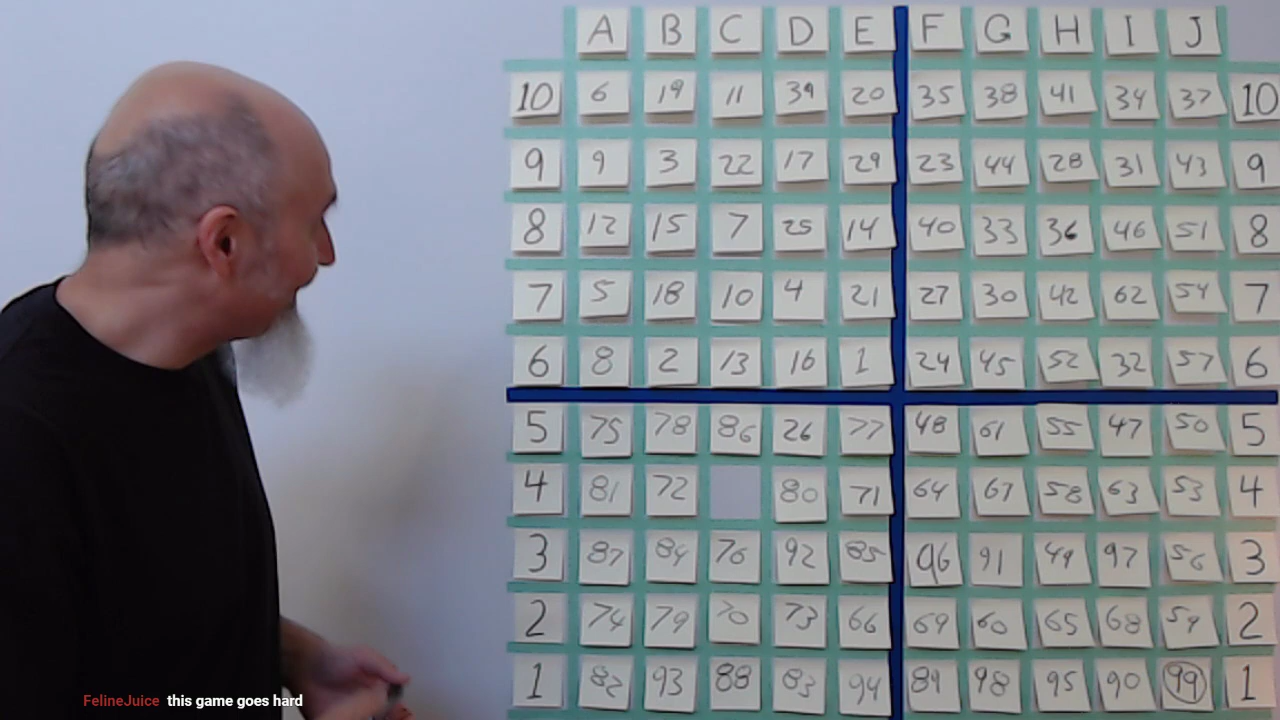 A B C D E F G H I J
10 6 19 11 39 20 35 38 41 34 37 10
9 9 3 22 17 29 23 44 28 31 43 9
8 12 15 7 25 14 40 33 36 46 51 8
7 5 18 10 4 21 27 30 42 62 54 7
6 8 2 13 16 1 24 45 52 32 57 6
5 75 78 86 26 77 48 61 55 47 50 5
4 81 72 80 71 64 67 58 63 53 4
3 87 84 76 92 85 96 91 49 97 56 3
2 74 79 70 73 66 69 60 65 68 59 2
1 82 93 88 83 94 89 98 95 90 99 1
FelineJuice this game goes hard